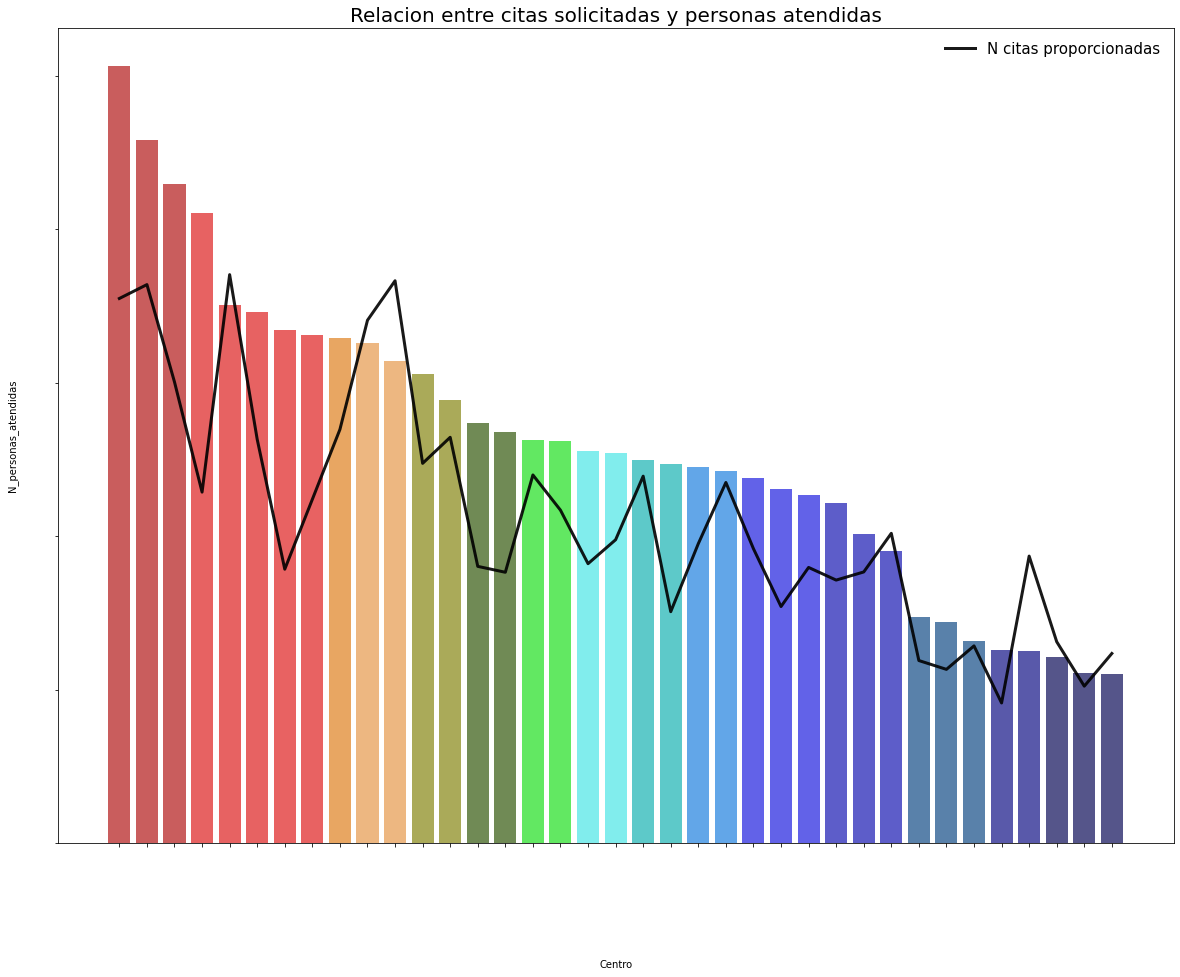 Relacion entre citas solicitadas y personas atendidas
N citas proporcionadas
N_personas_atendidas
Centro